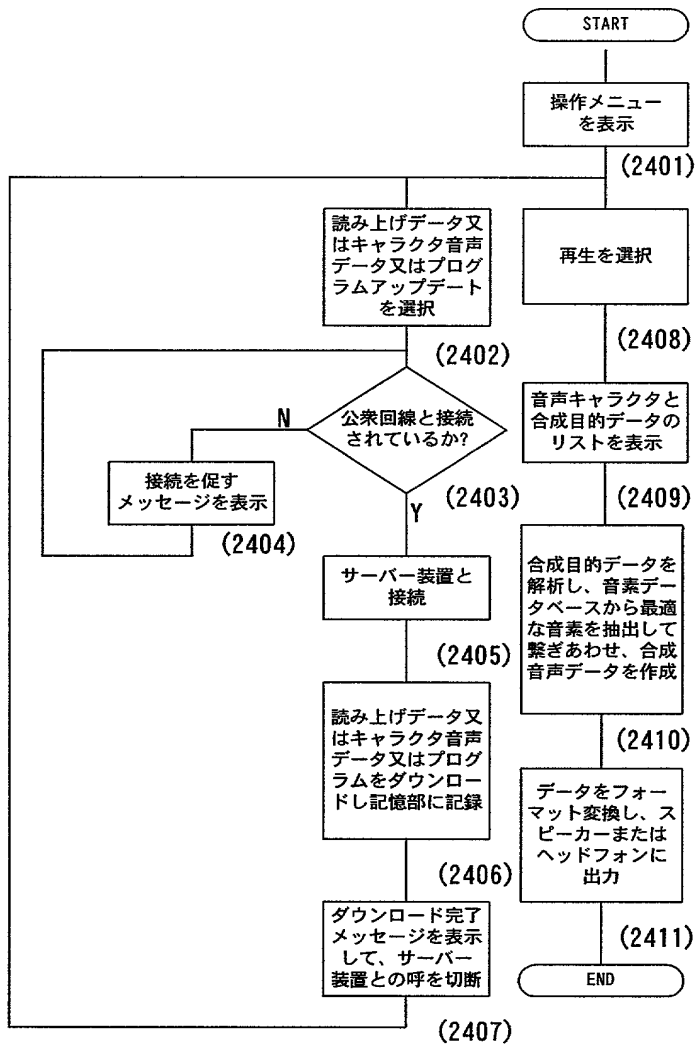 START
操作メニュー
を表示
(2401)
読み上げデータ又
はキャラクタ音声
データ又はプログ
ラムアップデート
を選択
(2402)
公衆回線と接続
されているか?
N
Y
(2403)
接続を促す
メッセージを表示
(2404)
サーバー装置と
接続
(2405)
読み上げデータ又
はキャラクタ音声
データ又はプログ
ラムをダウンロー
ドし記憶部に記録
(2406)
ダウンロード完了
メッセージを表示
して、サーバー
装置との呼を切断
(2407)
再生を選択
(2408)
音声キャラクタと
合成目的データの
リストを表示
(2409)
合成目的データを
解析し、音素デー
タベースから最適
な音素を抽出して
繋ぎあわせ、合成
音声データを作成
(2410)
データをフォー
マット変換し、ス
ピーカーまたは
ヘッドフォンに
出力
(2411)
END